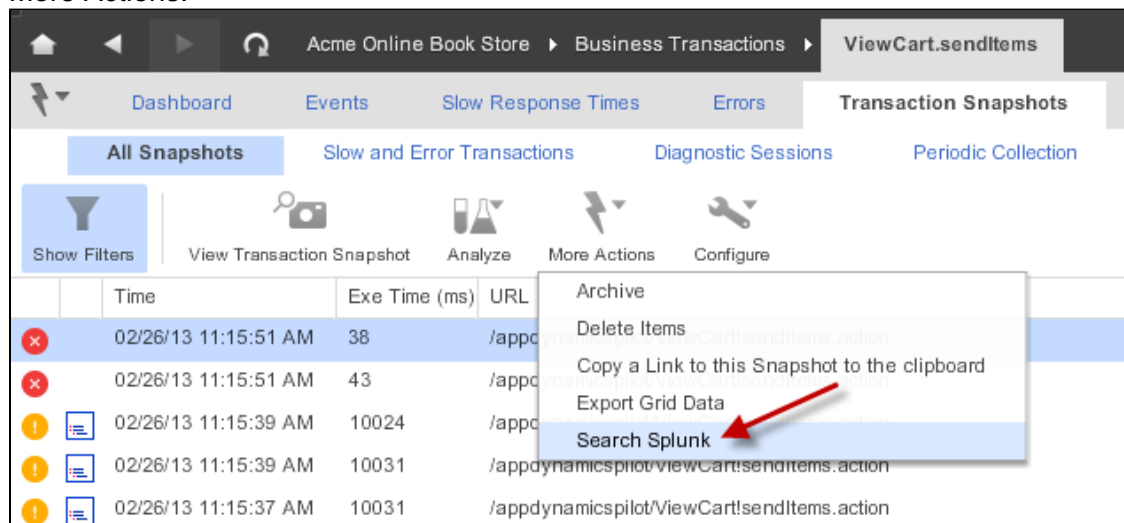 More Actions.
Acme Online Book Store Business Transactions ViewCart.sendItems
Dashboard Events Slow Response Times Errors Transaction Snapshots
All Snapshots Slow and Error Transactions Diagnostic Sessions Periodic Collection
Show Filters View Transaction Snapshot Analyze More Actions Configure
Time Exe Time (ms) URL
Archive
02/26/13 11:15:51 AM 38
Delete Items
Copy a Link to this Snapshot to the clipboard
02/26/13 11:15:51 AM 43
Export Grid Data
02/26/13 11:15:39 AM 10024
Search Splunk
02/26/13 11:15:39 AM 10031 /appdynamicspilot/ViewCart!sendItems.action
02/26/13 11:15:37 AM 10031 /appdynamicspilot/ViewCart!sendItems.action